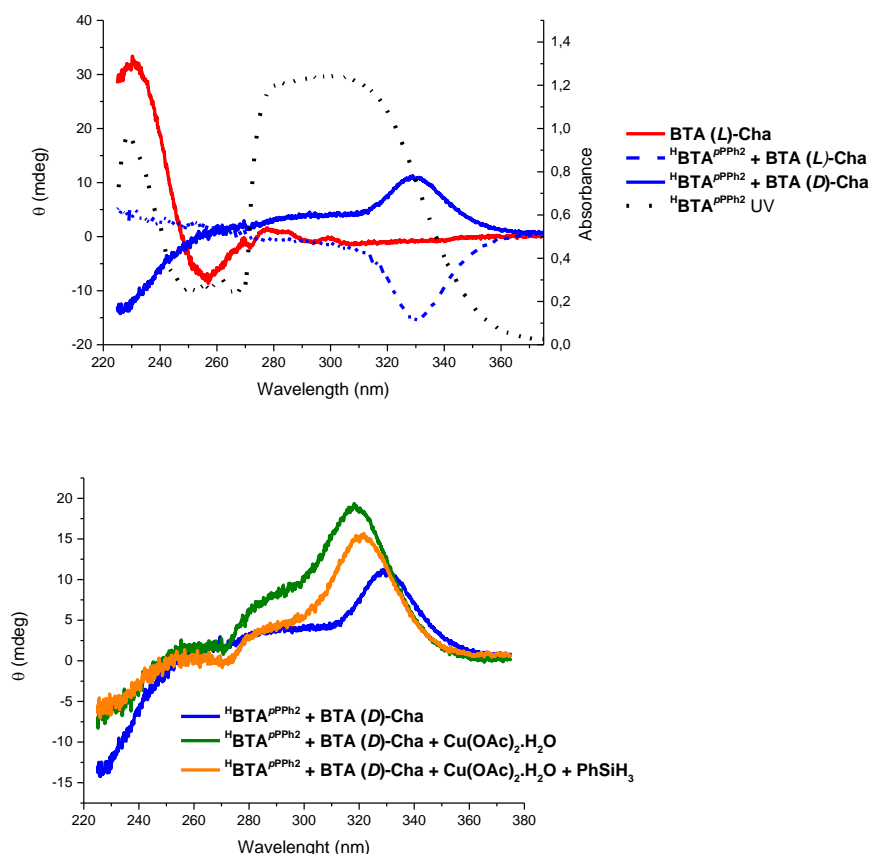 40
30
20
10
0
-10
-20
220 240 260 280 300 320 340 360
Wavelength (nm)
θ (mdeg)
1,4
1,2
1,0
0,8
0,6
0,4
0,2
0,0
Absorbance
BTA (L)-Cha
ᴴBTAᵖᴾᴾʰ² + BTA (L)-Cha
ᴴBTAᵖᴾᴾʰ² + BTA (D)-Cha
ᴴBTAᵖᴾᴾʰ² UV
20
15
10
5
0
-5
-10
-15
220 240 260 280 300 320 340 360 380
Wavelenght (nm)
θ (mdeg)
ᴴBTAᵖᴾᴾʰ² + BTA (D)-Cha
ᴴBTAᵖᴾᴾʰ² + BTA (D)-Cha + Cu(OAc)₂.H₂O
ᴴBTAᵖᴾᴾʰ² + BTA (D)-Cha + Cu(OAc)₂.H₂O + PhSiH₃